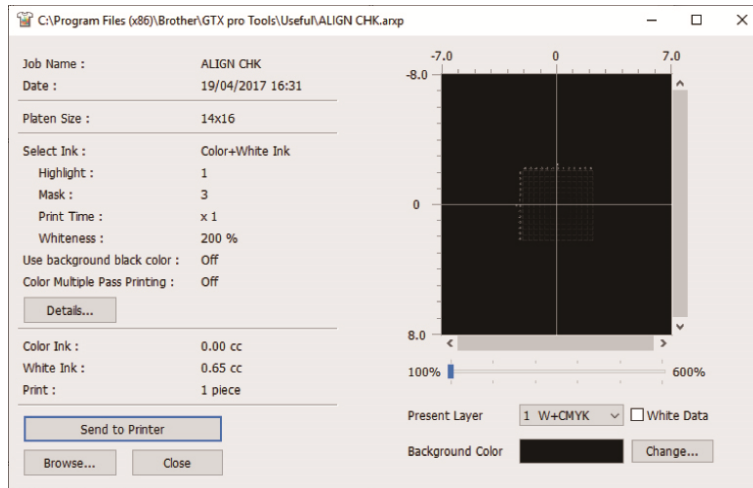 C:\Program Files (x86)\Brother\GTX pro Tools\Useful\ALIGN CHK.arxp
Job Name : ALIGN CHK
Date : 19/04/2017 16:31
Platen Size : 14x16
Select Ink : Color+White Ink
Highlight : 1
Mask : 3
Print Time : x 1
Whiteness : 200 %
Use background black color : Off
Color Multiple Pass Printing : Off
Details...
Color Ink : 0.00 cc
White Ink : 0.65 cc
Print : 1 piece
Send to Printer
Browse... Close
-7.0 0 7.0
-8.0
0
8.0
100% 600%
Present Layer 1 W+CMYK White Data
Background Color Change...